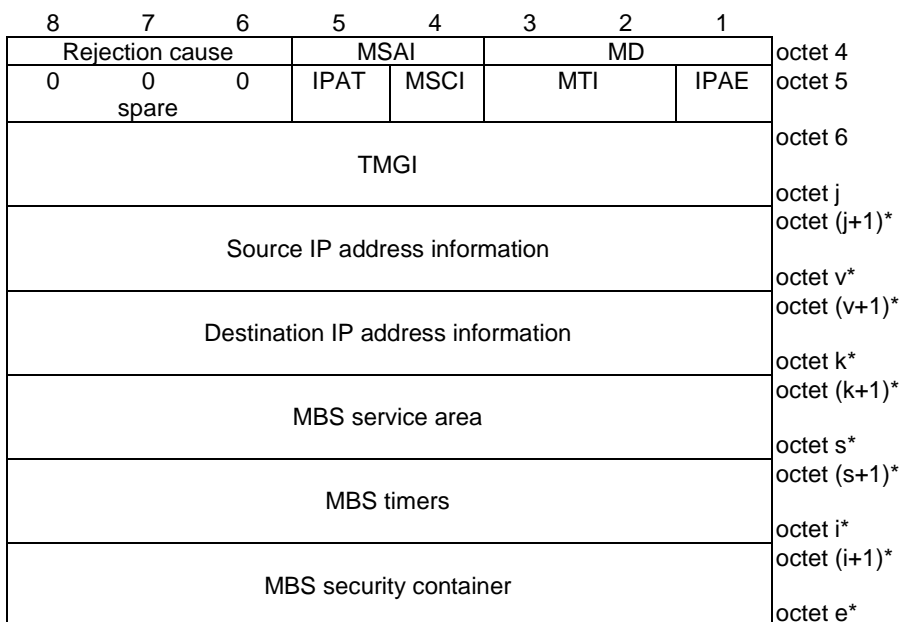 8 7 6 5 4 3 2 1
Rejection cause MSAI MD octet 4
0 0 0 IPAT MSCI MTI IPAE octet 5
spare
octet 6
TMGI
octet j
octet (j+1)*
Source IP address information
octet v*
octet (v+1)*
Destination IP address information
octet k*
octet (k+1)*
MBS service area
octet s*
octet (s+1)*
MBS timers
octet i*
octet (i+1)*
MBS security container
octet e*